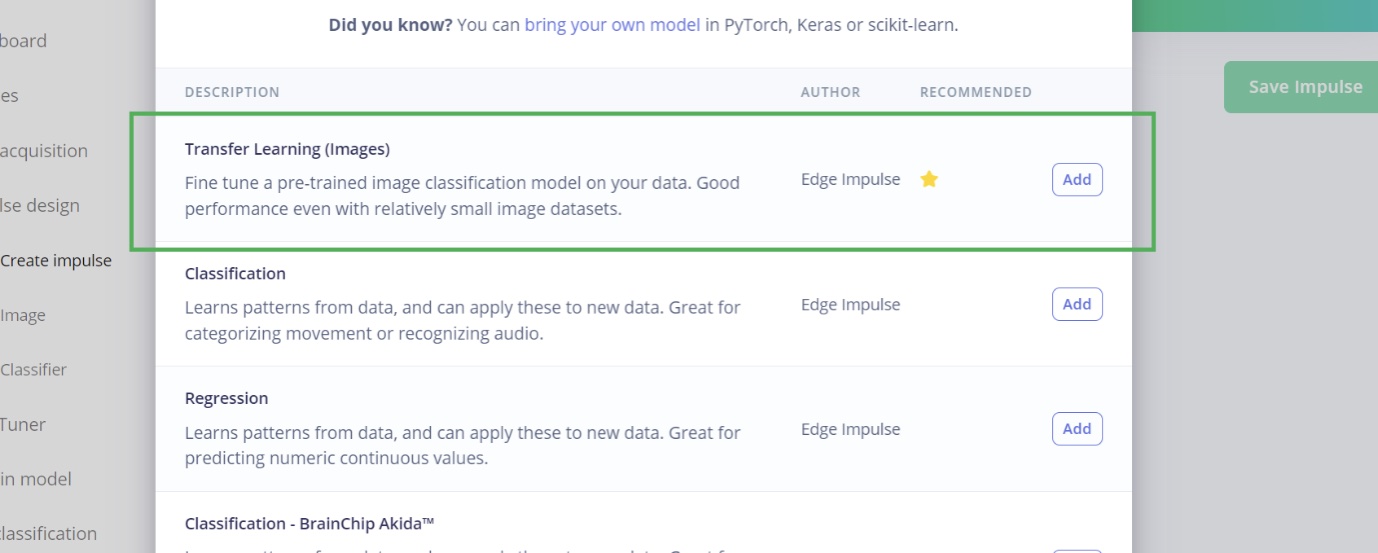 Did you know? You can bring your own model in PyTorch, Keras or scikit-learn.
board
es
acquisition
lse design
Create impulse
Image
Classifier
Tuner
in model
lassification
Save Impulse
DESCRIPTION AUTHOR RECOMMENDED
Transfer Learning (Images)
Fine tune a pre-trained image classification model on your data. Good
performance even with relatively small image datasets.
Edge Impulse
Add
Classification
Learns patterns from data, and can apply these to new data. Great for
categorizing movement or recognizing audio.
Edge Impulse
Add
Regression
Learns patterns from data, and can apply these to new data. Great for
predicting numeric continuous values.
Edge Impulse
Add
Classification - BrainChip Akida™